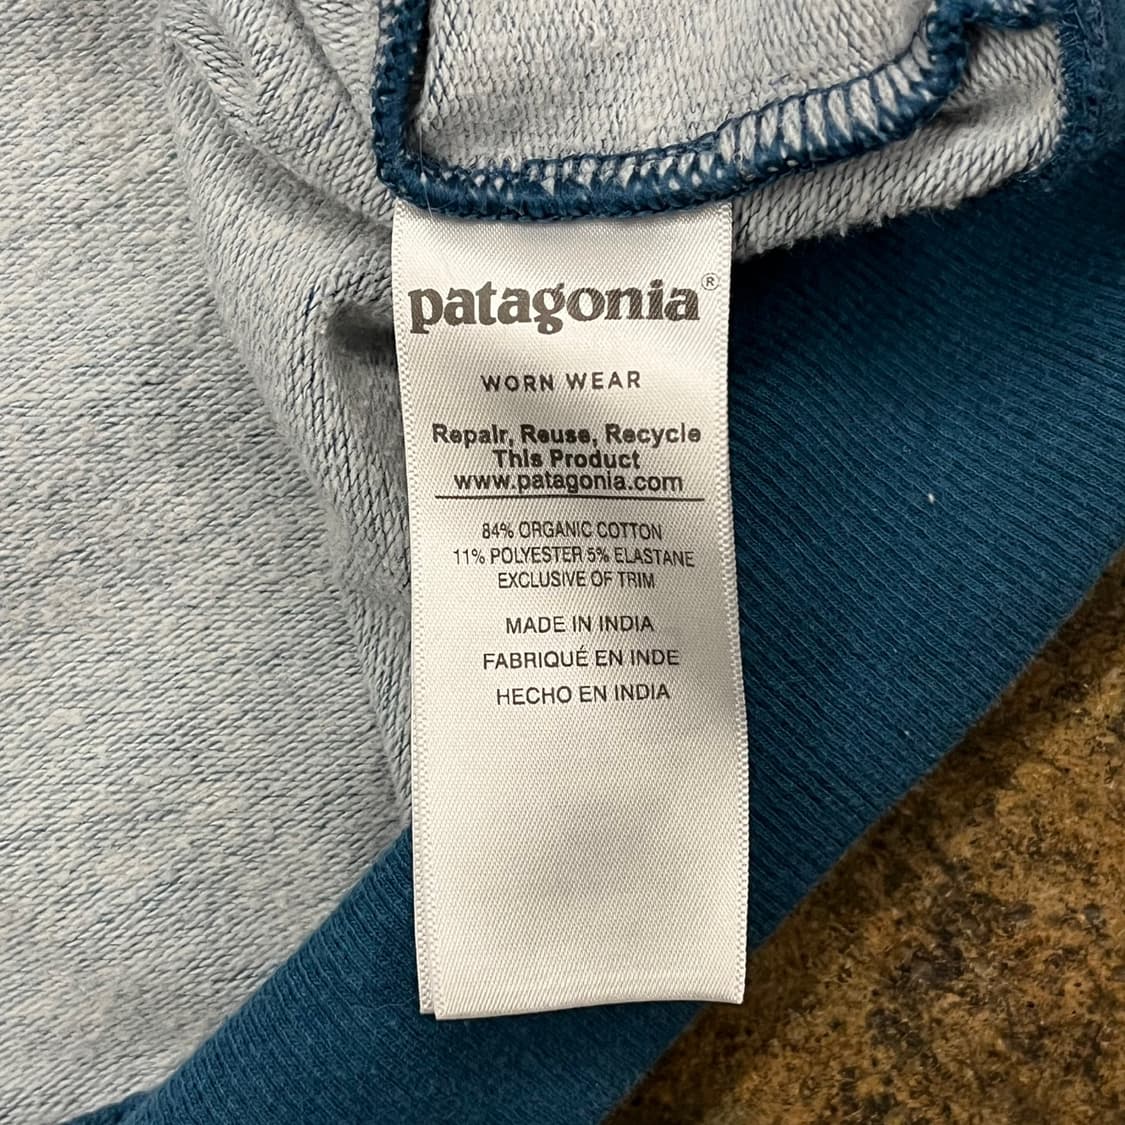 patagonia®
WORN WEAR
Repair, Reuse, Recycle
This Product
www.patagonia.com
84% ORGANIC COTTON
11% POLYESTER 5% ELASTANE
EXCLUSIVE OF TRIM
MADE IN INDIA
FABRIQUÉ EN INDE
HECHO EN INDIA